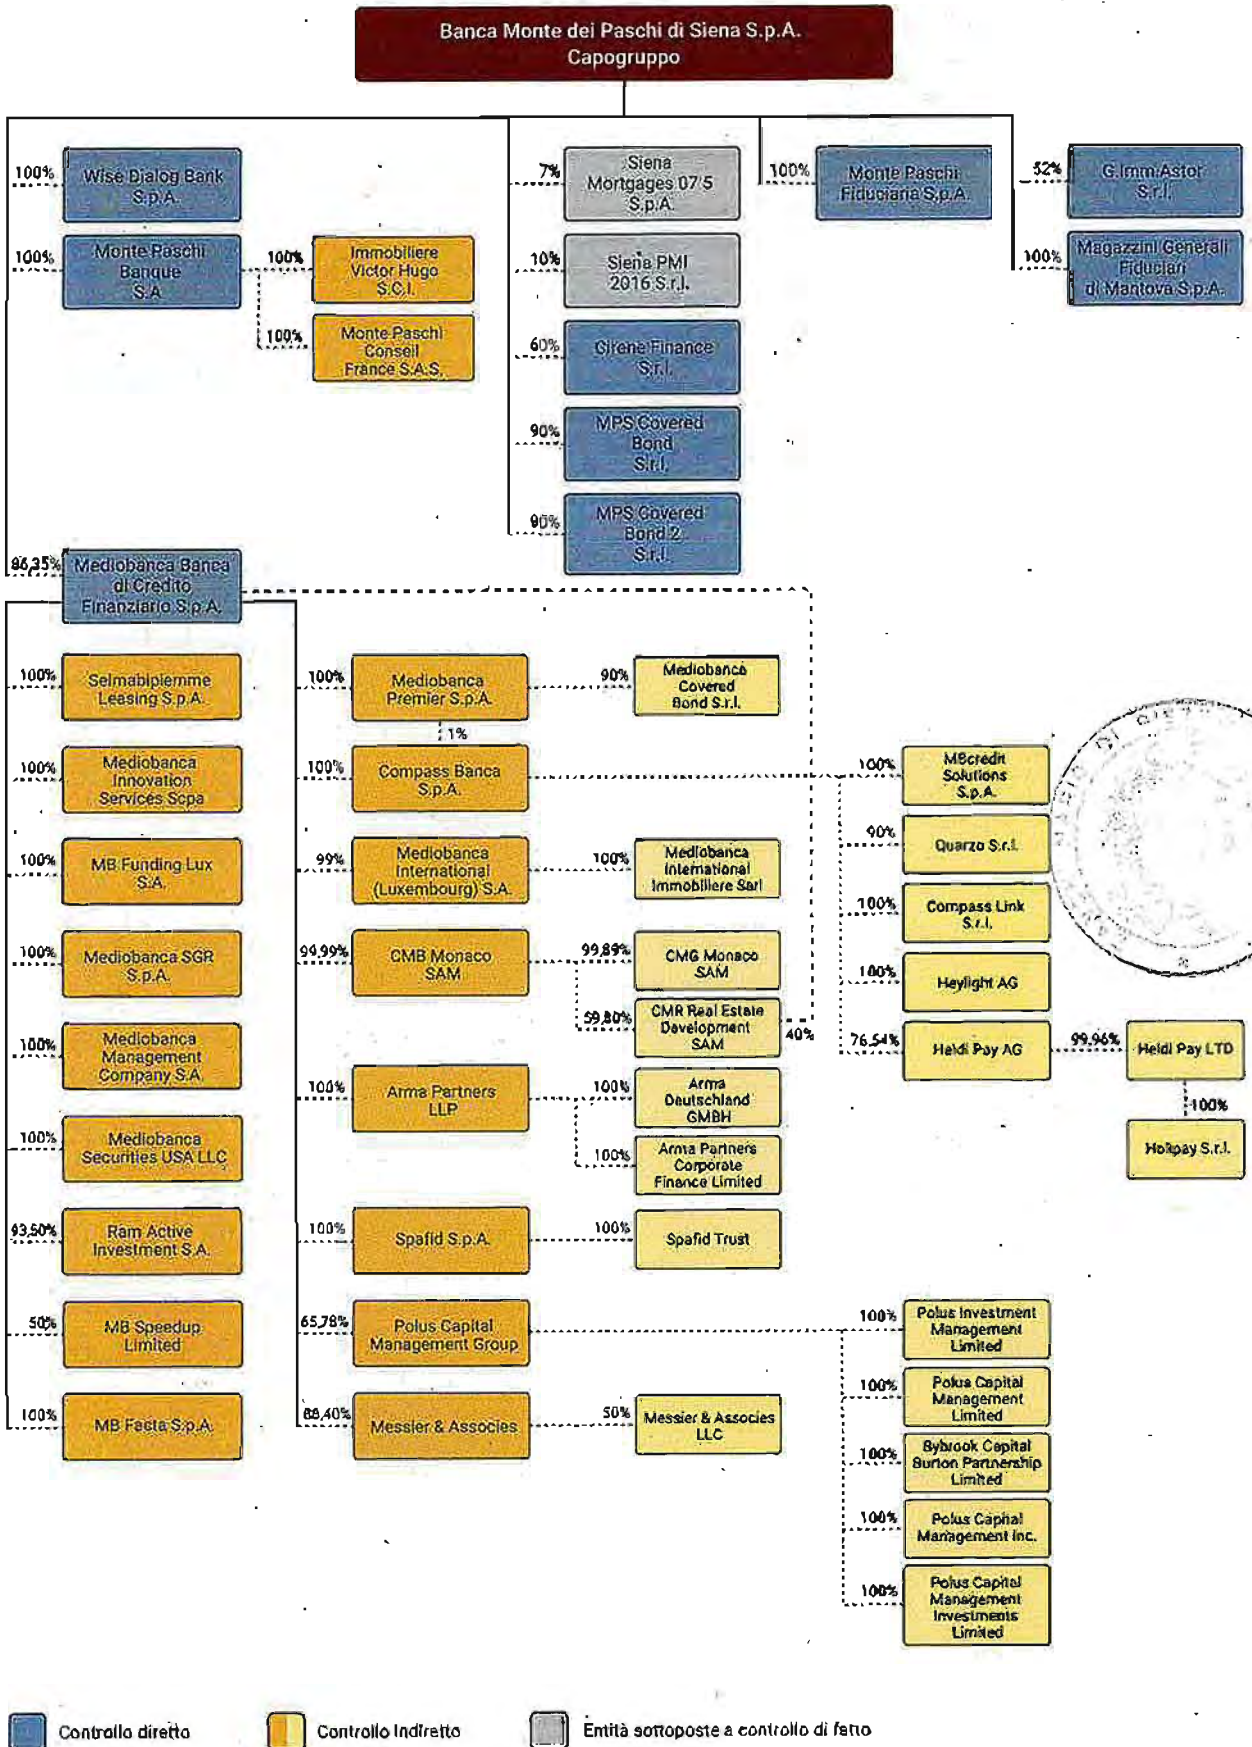 Banca Monte dei Paschi di Siena S.p.A.
Capogruppo
100%
Wise Dialog Bank
S.p.A.
100%
Monte Paschi
Banque
S.A
100%
Immobiliere
Victor Hugo
S.C.I.
100%
Monte Paschi
Conseil
France S.A.S.
7%
Siena
Mortgages 07 5
S.p.A.
10%
Siena PMI
2016 S.r.l.
60%
Cirene Finance
S.r.l.
90%
MPS Covered
Bond
S.r.l.
90%
MPS Covered
Bond 2
S.r.l.
100%
Monte Paschi
Fiduciaria S.p.A.
52%
G.Imm.Astor
S.r.l.
100%
Magazzini Generali
Fiduciari
di Mantova S.p.A.
86,35%
Mediobanca Banca
di Credito
Finanziario S.p.A.
100%
Selmabipiemme
Leasing S.p.A.
100%
Mediobanca
Innovation
Services Scpa
100%
MB Funding Lux
S.A.
100%
Mediobanca SGR
S.p.A.
100%
Mediobanca
Management
Company S.A.
100%
Mediobanca
Securities USA LLC
93,50%
Ram Active
Investment S.A.
50%
MB Speedup
Limited
100%
MB Facta S.p.A.
100%
Mediobanca
Premier S.p.A.
90%
Mediobanca
Covered
Bond S.r.l.
1%
100%
Compass Banca
S.p.A.
99%
Mediobanca
International
(Luxembourg) S.A.
100%
Mediobanca
International
Immobiliere Sarl
99,99%
CMB Monaco
SAM
99,89%
CMG Monaco
SAM
59,80%
CMR Real Estate
Development
SAM
40%
100%
Arma Partners
LLP
100%
Arma
Deutschland
GMBH
100%
Arma Partners
Corporate
Finance Limited
100%
Spafid S.p.A.
100%
Spafid Trust
65,78%
Polus Capital
Management Group
88,40%
Messier & Associes
50%
Messier & Associes
LLC
100%
MBcredit
Solutions
S.p.A.
90%
Quarzo S.r.l.
100%
Compass Link
S.r.l.
100%
Heylight AG
76,54%
Heidi Pay AG
99,96%
Heidi Pay LTD
100%
Holipay S.r.l.
100%
Polus Investment
Management
Limited
100%
Polus Capital
Management
Limited
100%
Bybrook Capital
Burton Partnership
Limited
100%
Polus Capital
Management Inc.
100%
Polus Capital
Management
Investments
Limited
Controllo diretto
Controllo Indiretto
Entità sottoposte a controllo di fatto